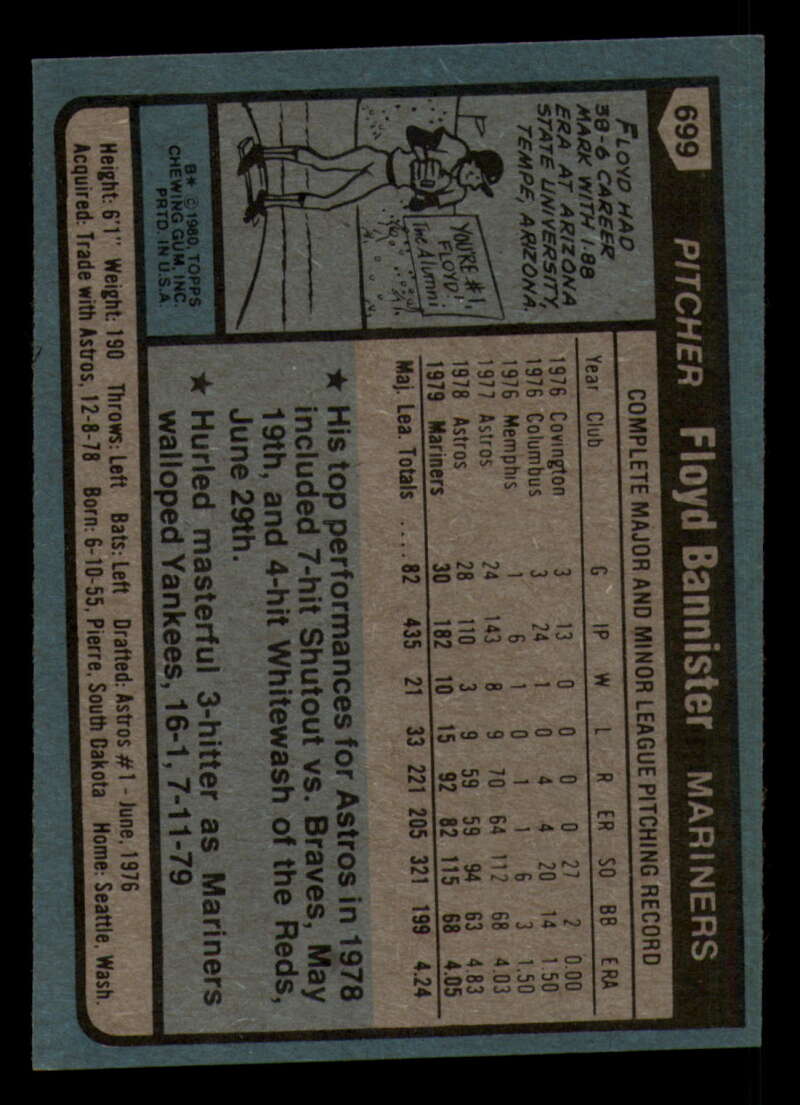 699
PITCHER Floyd Bannister MARINERS
FLOYD HAD
38-6 CAREER
MARK WITH 1.88
ERA AT ARIZONA
STATE UNIVERSITY,
TEMPE, ARIZONA.
YOU'RE #1,
FLOYD!
The Alumni
B* ©1980, TOPPS
CHEWING GUM, INC.
PRTD. IN U.S.A.
COMPLETE MAJOR AND MINOR LEAGUE PITCHING RECORD
Year Club G IP W L R ER SO BB ERA
1976 Covington 3 13 0 0 0 0 27 2 0.00
1976 Columbus 3 24 1 0 4 4 20 14 1.50
1976 Memphis 1 6 1 0 1 1 6 3 1.50
1977 Astros 24 143 8 9 70 64 112 68 4.03
1978 Astros 28 110 3 9 59 59 94 63 4.83
1979 Mariners 30 182 10 15 92 82 115 68 4.05
Maj. Lea. Totals .... 82 435 21 33 221 205 321 199 4.24
★ His top performances for Astros in 1978
included 7-hit Shutout vs. Braves, May
19th, and 4-hit Whitewash of the Reds,
June 29th.
★ Hurled masterful 3-hitter as Mariners
walloped Yankees, 16-1, 7-11-79
Height: 6'1" Weight: 190 Throws: Left Bats: Left Drafted: Astros #1 - June, 1976
Acquired: Trade with Astros, 12-8-78 Born: 6-10-55, Pierre, South Dakota Home: Seattle, Wash.